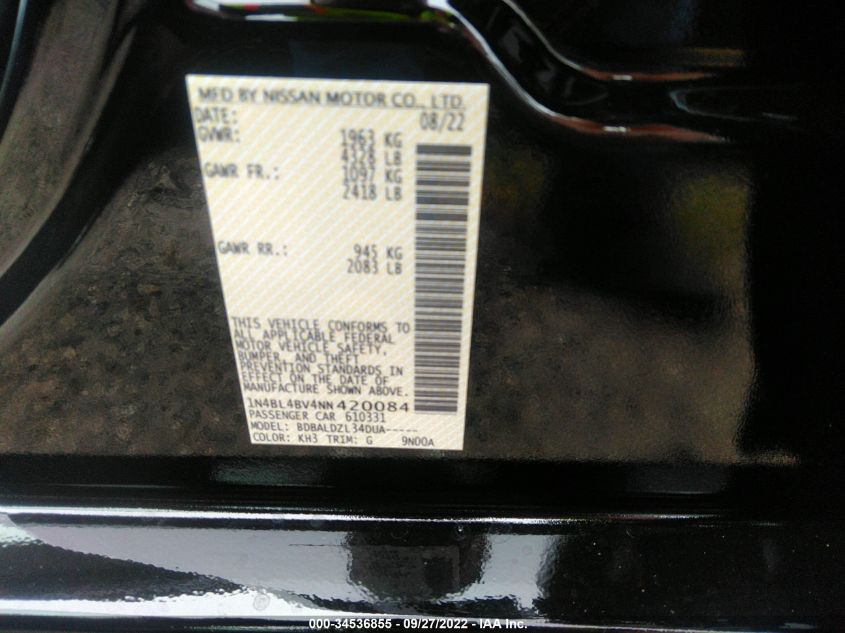 MFD BY NISSAN MOTOR CO., LTD.
DATE: 08/22
GVWR: 1963 KG
4326 LB
GAWR FR.: 1097 KG
2418 LB
GAWR RR.: 945 KG
2083 LB
THIS VEHICLE CONFORMS TO
ALL APPLICABLE FEDERAL
MOTOR VEHICLE SAFETY,
BUMPER, AND THEFT
PREVENTION STANDARDS IN
EFFECT ON THE DATE OF
MANUFACTURE SHOWN ABOVE.
1N4BL4BV4NN420084
PASSENGER CAR 610331
MODEL: BDBALDZL34DUA-----
COLOR: KH3 TRIM: G 9N00A
000-34536855 - 09/27/2022 - IAA Inc.